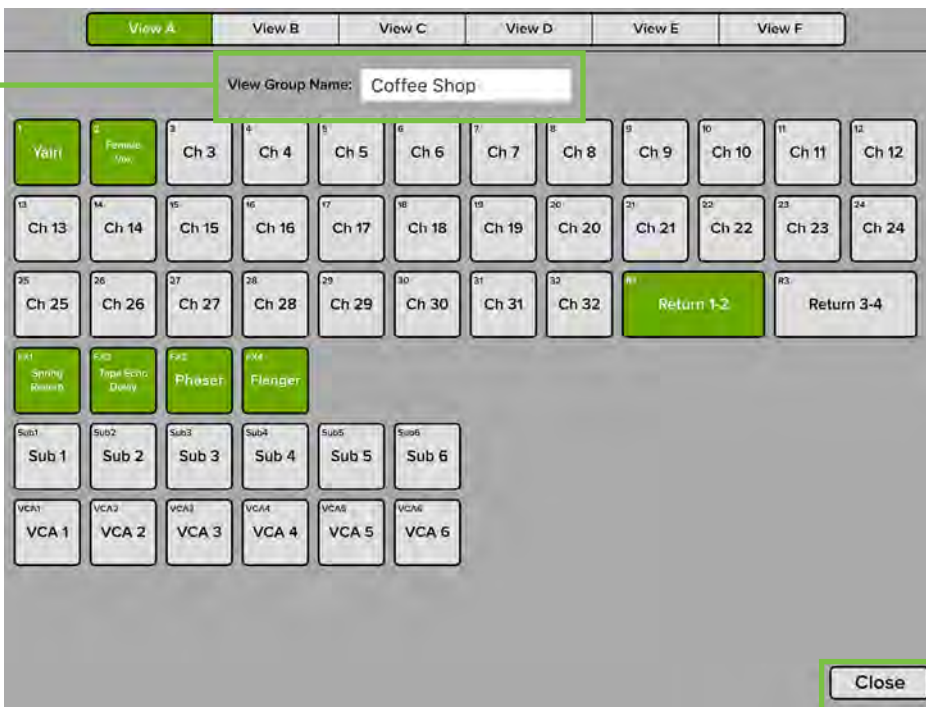 View A View B View C View D View E View F
View Group Name: Coffee Shop
1 2 3 4 5 6 7 8 9 10 11 12
Yairi Female Vox Ch 3 Ch 4 Ch 5 Ch 6 Ch 7 Ch 8 Ch 9 Ch 10 Ch 11 Ch 12
13 14 15 16 17 18 19 20 21 22 23 24
Ch 13 Ch 14 Ch 15 Ch 16 Ch 17 Ch 18 Ch 19 Ch 20 Ch 21 Ch 22 Ch 23 Ch 24
25 26 27 28 29 30 31 32 R1 R3
Ch 25 Ch 26 Ch 27 Ch 28 Ch 29 Ch 30 Ch 31 Ch 32 Return 1-2 Return 3-4
FX1 FX2 FX4
Spring Reverb Tape Echo Delay Phaser Flanger
Sub1 Sub2 Sub3 Sub4 Sub5 Sub6
Sub 1 Sub 2 Sub 3 Sub 4 Sub 5 Sub 6
VCA1 VCA2 VCA3 VCA4 VCA5 VCA6
VCA 1 VCA 2 VCA 3 VCA 4 VCA 5 VCA 6
Close